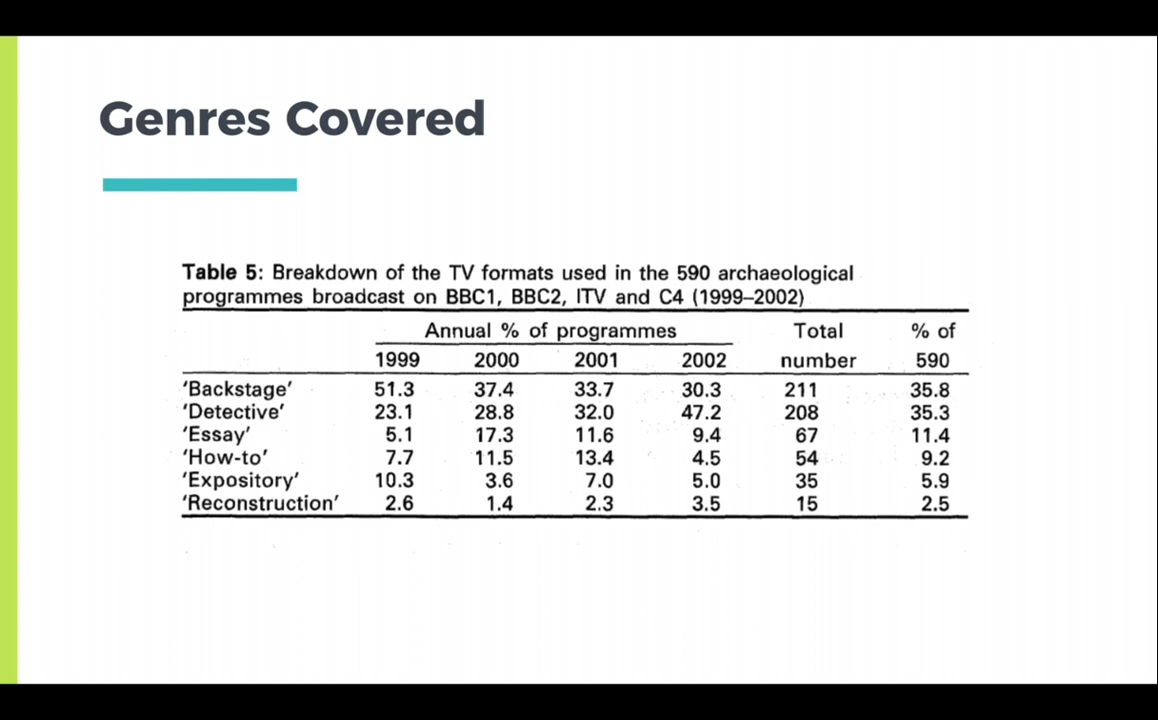 Genres Covered
Table 5: Breakdown of the TV formats used in the 590 archaeological
programmes broadcast on BBC1, BBC2, ITV and C4 (1999–2002)
Annual % of programmes Total % of
1999 2000 2001 2002 number 590
‘Backstage’ 51.3 37.4 33.7 30.3 211 35.8
‘Detective’ 23.1 28.8 32.0 47.2 208 35.3
‘Essay’ 5.1 17.3 11.6 9.4 67 11.4
‘How-to’ 7.7 11.5 13.4 4.5 54 9.2
‘Expository’ 10.3 3.6 7.0 5.0 35 5.9
‘Reconstruction’ 2.6 1.4 2.3 3.5 15 2.5